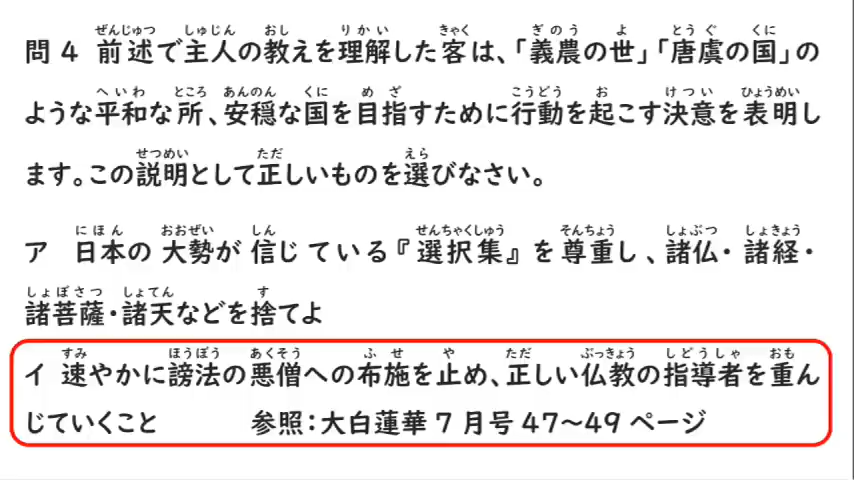 問4 前述で主人の教えを理解した客は、「義農の世」「唐虞の国」の
ような平和な所、安穏な国を目指すために行動を起こす決意を表明し
ます。この説明として正しいものを選びなさい。
ア 日本の大勢が信じている『選択集』を尊重し、諸仏・諸経・
諸菩薩・諸天などを捨てよ
イ 速やかに謗法の悪僧への布施を止め、正しい仏教の指導者を重ん
じていくこと 参照：大白蓮華7月号47～49ページ